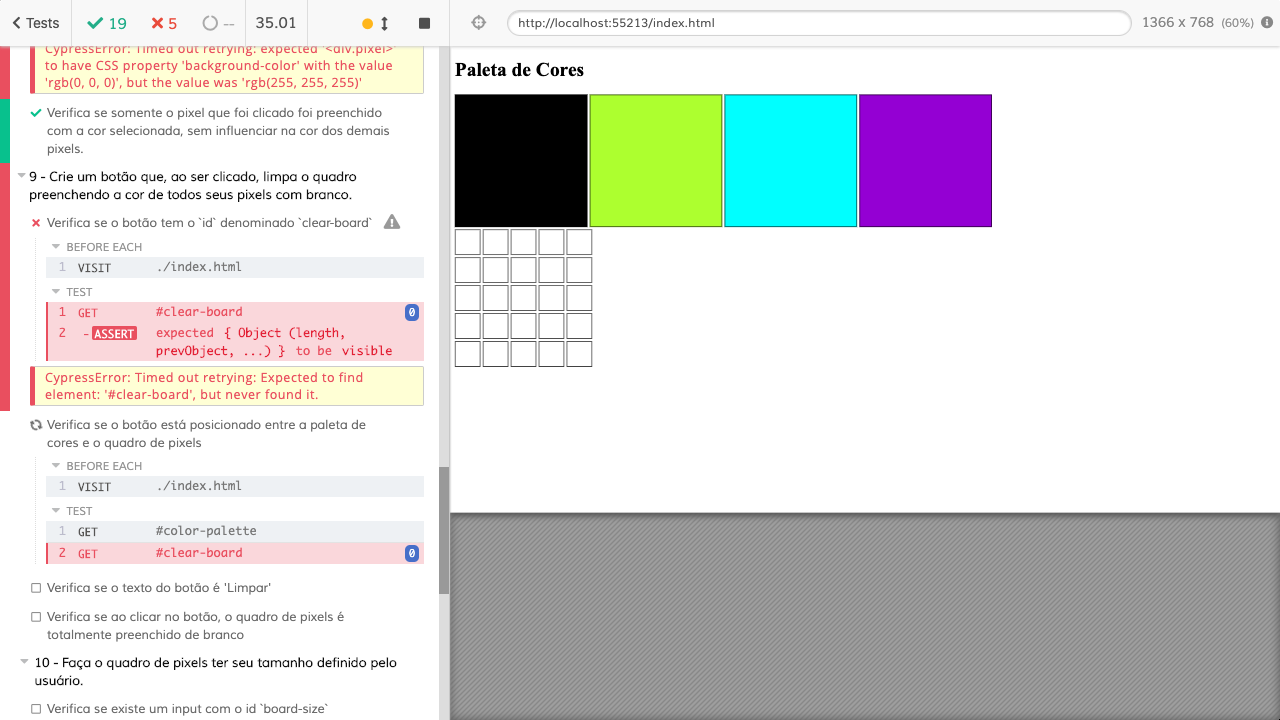 Tests
19
5
--
35.01
http://localhost:55213/index.html
1366 x 768 (60%)
CypressError: Timed out retrying: expected '<div.pixel>'
to have CSS property 'background-color' with the value
'rgb(0, 0, 0)', but the value was 'rgb(255, 255, 255)'
Verifica se somente o pixel que foi clicado foi preenchido
com a cor selecionada, sem influenciar na cor dos demais
pixels.
9 - Crie um botão que, ao ser clicado, limpa o quadro
preenchendo a cor de todos seus pixels com branco.
Verifica se o botão tem o `id` denominado `clear-board`
BEFORE EACH
1 VISIT ./index.html
TEST
1 GET #clear-board 0
2 -ASSERT expected { Object (length,
prevObject, ...) } to be visible
CypressError: Timed out retrying: Expected to find
element: '#clear-board', but never found it.
Verifica se o botão está posicionado entre a paleta de
cores e o quadro de pixels
BEFORE EACH
1 VISIT ./index.html
TEST
1 GET #color-palette
2 GET #clear-board 0
Verifica se o texto do botão é 'Limpar'
Verifica se ao clicar no botão, o quadro de pixels é
totalmente preenchido de branco
10 - Faça o quadro de pixels ter seu tamanho definido pelo
usuário.
Verifica se existe um input com o id `board-size`
Paleta de Cores